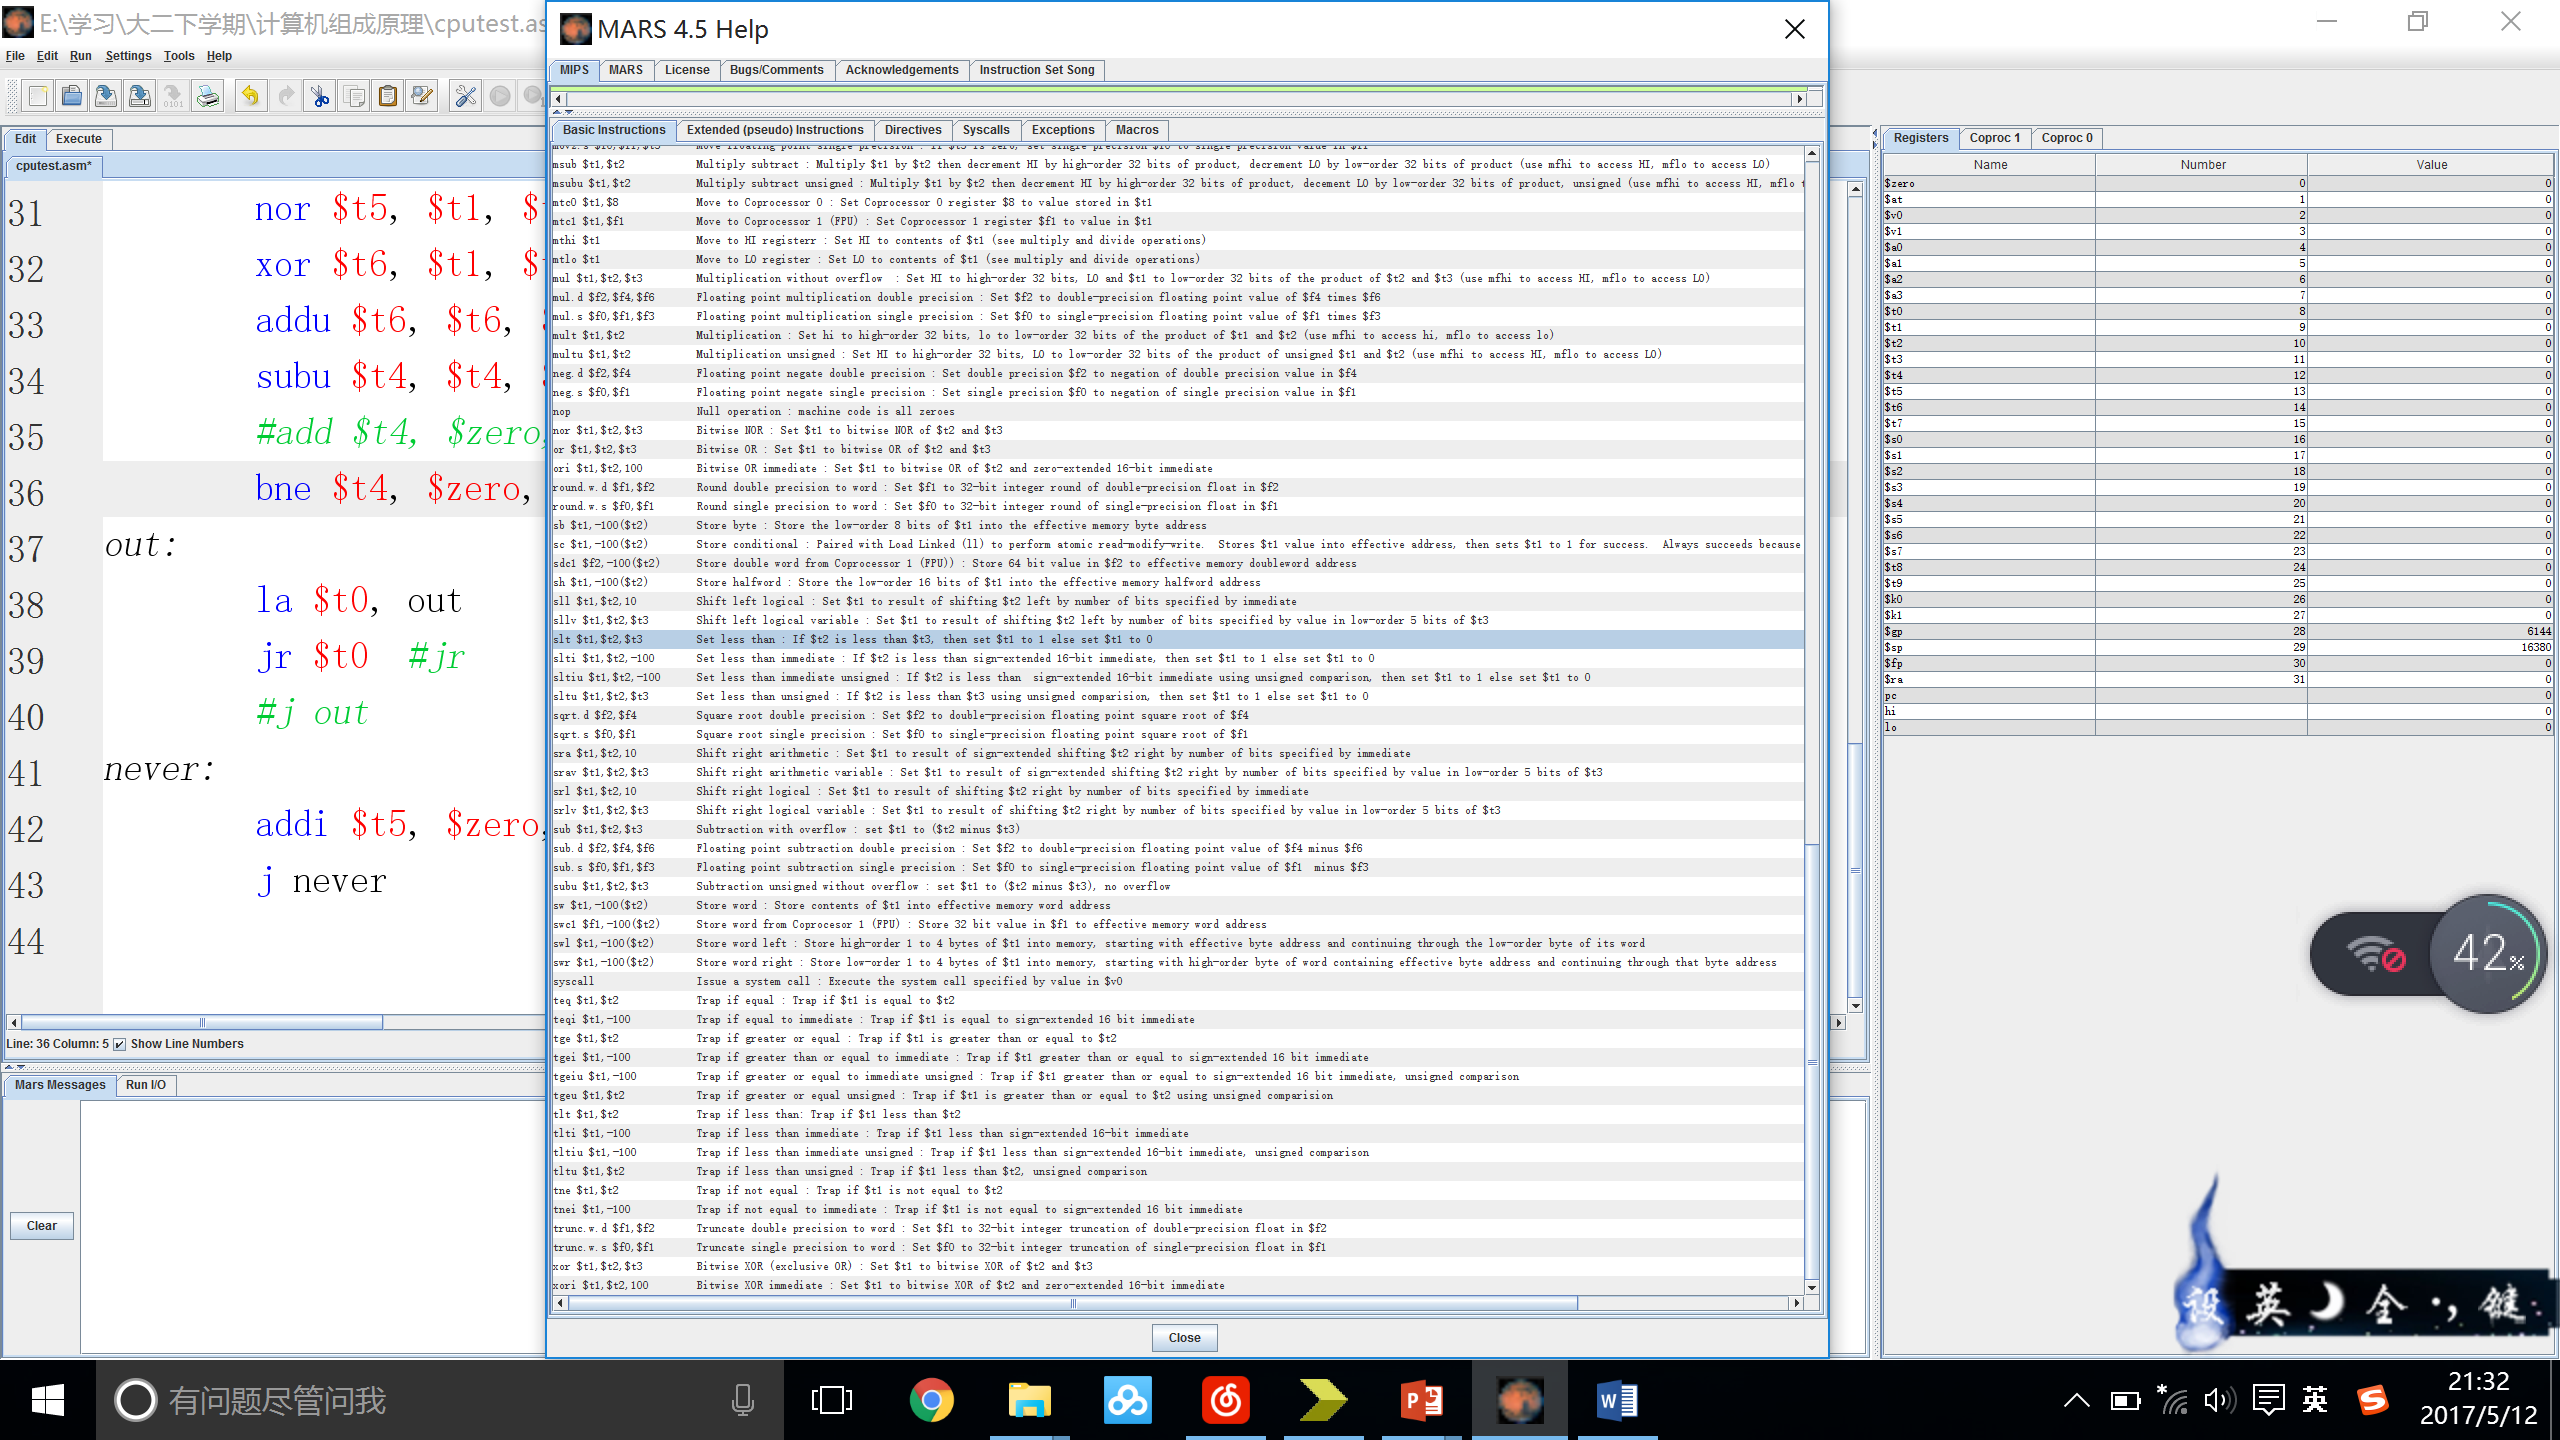 E:\学习\大二下学期\计算机组成原理\cputest.as
File Edit Run Settings Tools Help
Edit Execute
cputest.asm*
31 nor $t5, $t1, $
32 xor $t6, $t1, $
33 addu $t6, $t6,
34 subu $t4, $t4,
35 #add $t4, $zero,
36 bne $t4, $zero,
37 out:
38 la $t0, out
39 jr $t0 #jr
40 #j out
41 never:
42 addi $t5, $zero,
43 j never
44
Line: 36 Column: 5 Show Line Numbers
Mars Messages Run I/O
Clear
MARS 4.5 Help
MIPS MARS License Bugs/Comments Acknowledgements Instruction Set Song
Basic Instructions Extended (pseudo) Instructions Directives Syscalls Exceptions Macros
msub $t1,$t2 Multiply subtract : Multiply $t1 by $t2 then decrement HI by high-order 32 bits of product, decrement LO by low-order 32 bits of product (use mfhi to access HI, mflo to access LO)
msubu $t1,$t2 Multiply subtract unsigned : Multiply $t1 by $t2 then decrement HI by high-order 32 bits of product, decement LO by low-order 32 bits of product, unsigned (use mfhi to access HI, mflo t
mtc0 $t1,$8 Move to Coprocessor 0 : Set Coprocessor 0 register $8 to value stored in $t1
mtc1 $t1,$f1 Move to Coprocessor 1 (FPU) : Set Coprocessor 1 register $f1 to value in $t1
mthi $t1 Move to HI registerr : Set HI to contents of $t1 (see multiply and divide operations)
mtlo $t1 Move to LO register : Set LO to contents of $t1 (see multiply and divide operations)
mul $t1,$t2,$t3 Multiplication without overflow  : Set HI to high-order 32 bits, LO and $t1 to low-order 32 bits of the product of $t2 and $t3 (use mfhi to access HI, mflo to access LO)
mul.d $f2,$f4,$f6 Floating point multiplication double precision : Set $f2 to double-precision floating point value of $f4 times $f6
mul.s $f0,$f1,$f3 Floating point multiplication single precision : Set $f0 to single-precision floating point value of $f1 times $f3
mult $t1,$t2 Multiplication : Set hi to high-order 32 bits, lo to low-order 32 bits of the product of $t1 and $t2 (use mfhi to access hi, mflo to access lo)
multu $t1,$t2 Multiplication unsigned : Set HI to high-order 32 bits, LO to low-order 32 bits of the product of unsigned $t1 and $t2 (use mfhi to access HI, mflo to access LO)
neg.d $f2,$f4 Floating point negate double precision : Set double precision $f2 to negation of double precision value in $f4
neg.s $f0,$f1 Floating point negate single precision : Set single precision $f0 to negation of single precision value in $f1
nop Null operation : machine code is all zeroes
nor $t1,$t2,$t3 Bitwise NOR : Set $t1 to bitwise NOR of $t2 and $t3
or $t1,$t2,$t3 Bitwise OR : Set $t1 to bitwise OR of $t2 and $t3
ori $t1,$t2,100 Bitwise OR immediate : Set $t1 to bitwise OR of $t2 and zero-extended 16-bit immediate
round.w.d $f1,$f2 Round double precision to word : Set $f1 to 32-bit integer round of double-precision float in $f2
round.w.s $f0,$f1 Round single precision to word : Set $f0 to 32-bit integer round of single-precision float in $f1
sb $t1,-100($t2) Store byte : Store the low-order 8 bits of $t1 into the effective memory byte address
sc $t1,-100($t2) Store conditional : Paired with Load Linked (ll) to perform atomic read-modify-write.  Stores $t1 value into effective address, then sets $t1 to 1 for success.  Always succeeds because
sdc1 $f2,-100($t2) Store double word from Coprocessor 1 (FPU)) : Store 64 bit value in $f2 to effective memory doubleword address
sh $t1,-100($t2) Store halfword : Store the low-order 16 bits of $t1 into the effective memory halfword address
sll $t1,$t2,10 Shift left logical : Set $t1 to result of shifting $t2 left by number of bits specified by immediate
sllv $t1,$t2,$t3 Shift left logical variable : Set $t1 to result of shifting $t2 left by number of bits specified by value in low-order 5 bits of $t3
slt $t1,$t2,$t3 Set less than : If $t2 is less than $t3, then set $t1 to 1 else set $t1 to 0
slti $t1,$t2,-100 Set less than immediate : If $t2 is less than sign-extended 16-bit immediate, then set $t1 to 1 else set $t1 to 0
sltiu $t1,$t2,-100 Set less than immediate unsigned : If $t2 is less than  sign-extended 16-bit immediate using unsigned comparison, then set $t1 to 1 else set $t1 to 0
sltu $t1,$t2,$t3 Set less than unsigned : If $t2 is less than $t3 using unsigned comparision, then set $t1 to 1 else set $t1 to 0
sqrt.d $f2,$f4 Square root double precision : Set $f2 to double-precision floating point square root of $f4
sqrt.s $f0,$f1 Square root single precision : Set $f0 to single-precision floating point square root of $f1
sra $t1,$t2,10 Shift right arithmetic : Set $t1 to result of sign-extended shifting $t2 right by number of bits specified by immediate
srav $t1,$t2,$t3 Shift right arithmetic variable : Set $t1 to result of sign-extended shifting $t2 right by number of bits specified by value in low-order 5 bits of $t3
srl $t1,$t2,10 Shift right logical : Set $t1 to result of shifting $t2 right by number of bits specified by immediate
srlv $t1,$t2,$t3 Shift right logical variable : Set $t1 to result of shifting $t2 right by number of bits specified by value in low-order 5 bits of $t3
sub $t1,$t2,$t3 Subtraction with overflow : set $t1 to ($t2 minus $t3)
sub.d $f2,$f4,$f6 Floating point subtraction double precision : Set $f2 to double-precision floating point value of $f4 minus $f6
sub.s $f0,$f1,$f3 Floating point subtraction single precision : Set $f0 to single-precision floating point value of $f1  minus $f3
subu $t1,$t2,$t3 Subtraction unsigned without overflow : set $t1 to ($t2 minus $t3), no overflow
sw $t1,-100($t2) Store word : Store contents of $t1 into effective memory word address
swc1 $f1,-100($t2) Store word from Coprocesor 1 (FPU) : Store 32 bit value in $f1 to effective memory word address
swl $t1,-100($t2) Store word left : Store high-order 1 to 4 bytes of $t1 into memory, starting with effective byte address and continuing through the low-order byte of its word
swr $t1,-100($t2) Store word right : Store low-order 1 to 4 bytes of $t1 into memory, starting with high-order byte of word containing effective byte address and continuing through that byte address
syscall Issue a system call : Execute the system call specified by value in $v0
teq $t1,$t2 Trap if equal : Trap if $t1 is equal to $t2
teqi $t1,-100 Trap if equal to immediate : Trap if $t1 is equal to sign-extended 16 bit immediate
tge $t1,$t2 Trap if greater or equal : Trap if $t1 is greater than or equal to $t2
tgei $t1,-100 Trap if greater than or equal to immediate : Trap if $t1 greater than or equal to sign-extended 16 bit immediate
tgeiu $t1,-100 Trap if greater or equal to immediate unsigned : Trap if $t1 greater than or equal to sign-extended 16 bit immediate, unsigned comparison
tgeu $t1,$t2 Trap if greater or equal unsigned : Trap if $t1 is greater than or equal to $t2 using unsigned comparision
tlt $t1,$t2 Trap if less than: Trap if $t1 less than $t2
tlti $t1,-100 Trap if less than immediate : Trap if $t1 less than sign-extended 16-bit immediate
tltiu $t1,-100 Trap if less than immediate unsigned : Trap if $t1 less than sign-extended 16-bit immediate, unsigned comparison
tltu $t1,$t2 Trap if less than unsigned : Trap if $t1 less than $t2, unsigned comparison
tne $t1,$t2 Trap if not equal : Trap if $t1 is not equal to $t2
tnei $t1,-100 Trap if not equal to immediate : Trap if $t1 is not equal to sign-extended 16 bit immediate
trunc.w.d $f1,$f2 Truncate double precision to word : Set $f1 to 32-bit integer truncation of double-precision float in $f2
trunc.w.s $f0,$f1 Truncate single precision to word : Set $f0 to 32-bit integer truncation of single-precision float in $f1
xor $t1,$t2,$t3 Bitwise XOR (exclusive OR) : Set $t1 to bitwise XOR of $t2 and $t3
xori $t1,$t2,100 Bitwise XOR immediate : Set $t1 to bitwise XOR of $t2 and zero-extended 16-bit immediate
Close
Registers Coproc 1 Coproc 0
Name Number Value
$zero 0 0
$at 1 0
$v0 2 0
$v1 3 0
$a0 4 0
$a1 5 0
$a2 6 0
$a3 7 0
$t0 8 0
$t1 9 0
$t2 10 0
$t3 11 0
$t4 12 0
$t5 13 0
$t6 14 0
$t7 15 0
$s0 16 0
$s1 17 0
$s2 18 0
$s3 19 0
$s4 20 0
$s5 21 0
$s6 22 0
$s7 23 0
$t8 24 0
$t9 25 0
$k0 26 0
$k1 27 0
$gp 28 6144
$sp 29 16380
$fp 30 0
$ra 31 0
pc 0
hi 0
lo 0
42%
设 英 全 ·, 键
有问题尽管问我
英
21:32
2017/5/12